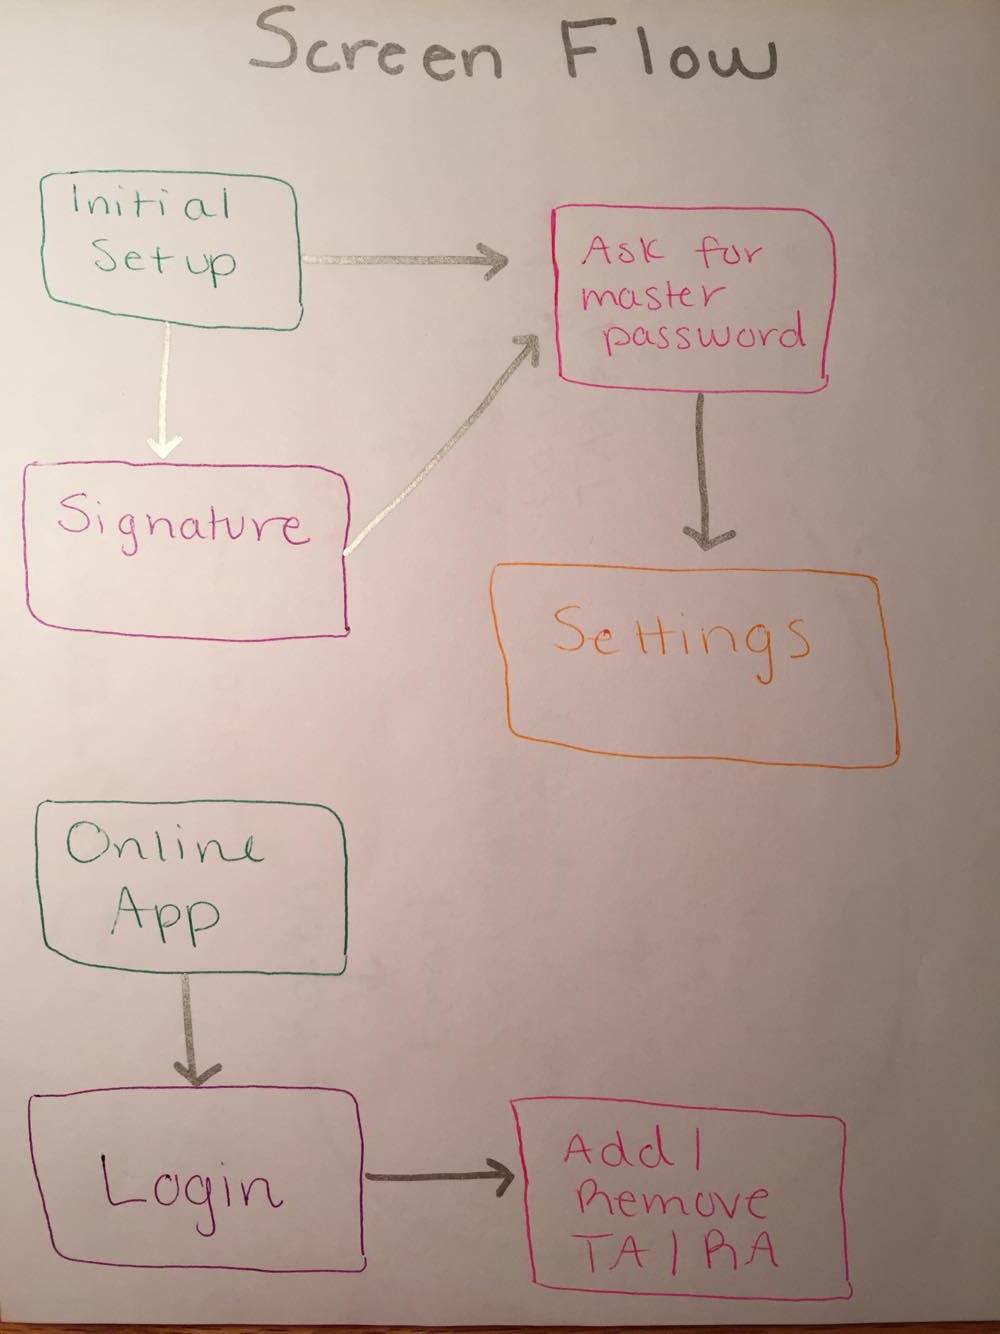 Screen Flow
Initial
Setup
Ask for
master
password
Signature
Settings
Online
App
Login
Add/
Remove
TA/RA